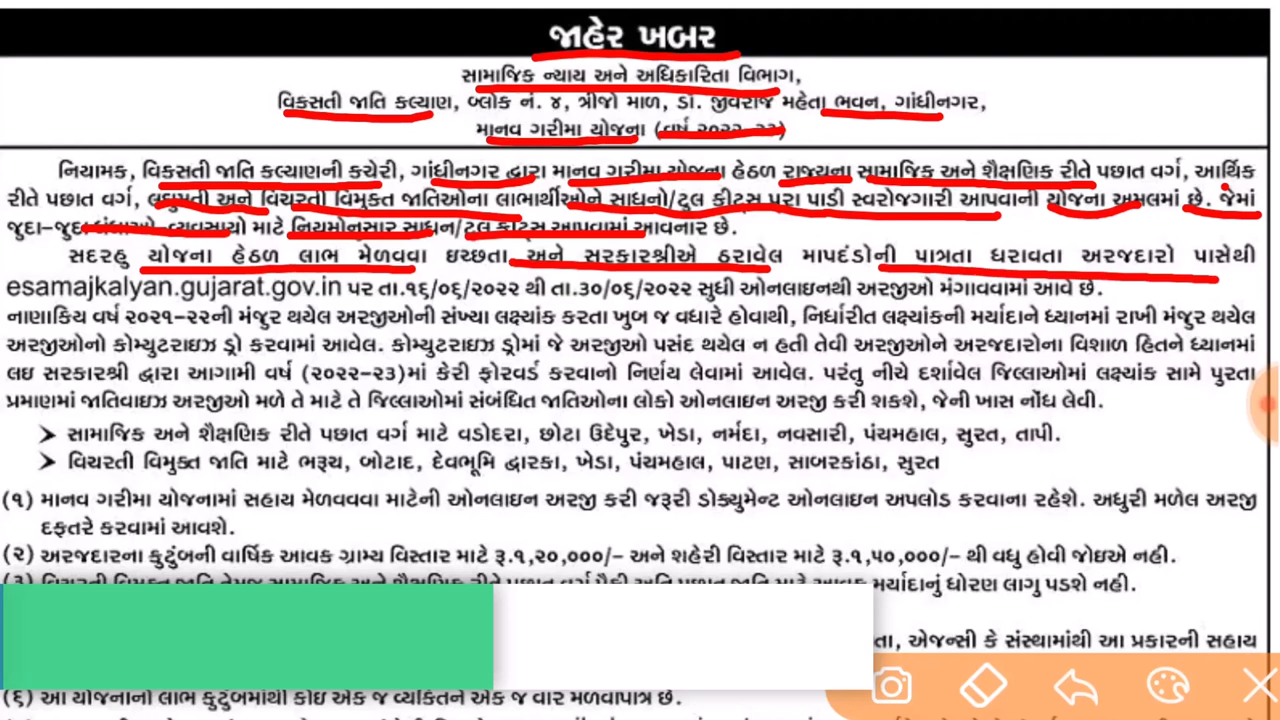 જાહેર ખબર
સામાજિક ન્યાય અને અધિકારિતા વિભાગ,
વિકસતી જાતિ કલ્યાણ, બ્લોક નં. ૪, ત્રીજો માળ, ડૉ. જીવરાજ મહેતા ભવન, ગાંધીનગર,
માનવ ગરીમા યોજના (વર્ષ ૨૦૨૨-૨૩)
નિયામક, વિકસતી જાતિ કલ્યાણની કચેરી, ગાંધીનગર દ્વારા માનવ ગરીમા યોજના હેઠળ રાજ્યના સામાજિક અને શૈક્ષણિક રીતે પછાત વર્ગ, આર્થિક
રીતે પછાત વર્ગ, લઘુમતી અને વિચરતી વિમુક્ત જાતિઓના લાભાર્થીઓને સાધનો/ટુલ કીટ્સ પુરા પાડી સ્વરોજગારી આપવાની યોજના અમલમાં છે. જેમાં
જુદા-જુદા ધંધાઓ-વ્યવસાયો માટે નિયમોનુસાર સાધન/ટુલ કીટ્સ આપવામાં આવનાર છે.
સદરહુ યોજના હેઠળ લાભ મેળવવા ઇચ્છતા અને સરકારશ્રીએ ઠરાવેલ માપદંડોની પાત્રતા ધરાવતા અરજદારો પાસેથી
esamajkalyan.gujarat.gov.in પર તા.૧૬/૦૬/૨૦૨૨ થી તા.૩૦/૦૬/૨૦૨૨ સુધી ઓનલાઇનથી અરજીઓ મંગાવવામાં આવે છે.
નાણાકિય વર્ષ ૨૦૨૧-૨૨ની મંજુર થયેલ અરજીઓની સંખ્યા લક્ષ્યાંક કરતા ખુબ જ વધારે હોવાથી, નિર્ધારીત લક્ષ્યાંકની મર્યાદાને ધ્યાનમાં રાખી મંજુર થયેલ
અરજીઓનો કોમ્યુટરાઇઝ ડ્રો કરવામાં આવેલ. કોમ્યુટરાઇઝ ડ્રોમાં જે અરજીઓ પસંદ થયેલ ન હતી તેવી અરજીઓને અરજદારોના વિશાળ હિતને ધ્યાનમાં
લઇ સરકારશ્રી દ્વારા આગામી વર્ષ (૨૦૨૨-૨૩)માં કેરી ફોરવર્ડ કરવાનો નિર્ણય લેવામાં આવેલ. પરંતુ નીચે દર્શાવેલ જિલ્લાઓમાં લક્ષ્યાંક સામે પુરતા
પ્રમાણમાં જાતિવાઇઝ અરજીઓ મળે તે માટે તે જિલ્લાઓમાં સંબંધિત જાતિઓના લોકો ઓનલાઇન અરજી કરી શકશે, જેની ખાસ નોંધ લેવી.
➤ સામાજિક અને શૈક્ષણિક રીતે પછાત વર્ગ માટે વડોદરા, છોટા ઉદેપુર, ખેડા, નર્મદા, નવસારી, પંચમહાલ, સુરત, તાપી.
➤ વિચરતી વિમુક્ત જાતિ માટે ભરૂચ, બોટાદ, દેવભૂમિ દ્વારકા, ખેડા, પંચમહાલ, પાટણ, સાબરકાંઠા, સુરત
(૧) માનવ ગરીમા યોજનામાં સહાય મેળવવવા માટેની ઓનલાઇન અરજી કરી જરૂરી ડોક્યુમેન્ટ ઓનલાઇન અપલોડ કરવાના રહેશે. અધુરી મળેલ અરજી
દફતરે કરવામાં આવશે.
(૨) અરજદારના કુટુંબની વાર્ષિક આવક ગ્રામ્ય વિસ્તાર માટે રૂ.૧,૨૦,૦૦૦/- અને શહેરી વિસ્તાર માટે રૂ.૧,૫૦,૦૦૦/- થી વધુ હોવી જોઇએ નહી.
મર્યાદાનું ધોરણ લાગુ પડશે નહી.
એજન્સી કે સંસ્થામાંથી આ પ્રકારની સહાય
(૬) આ યોજનાનો લાભ કુટુંબમાંથી કોઇ એક જ વ્યક્તિને એક જ વાર મળવાપાત્ર છે.